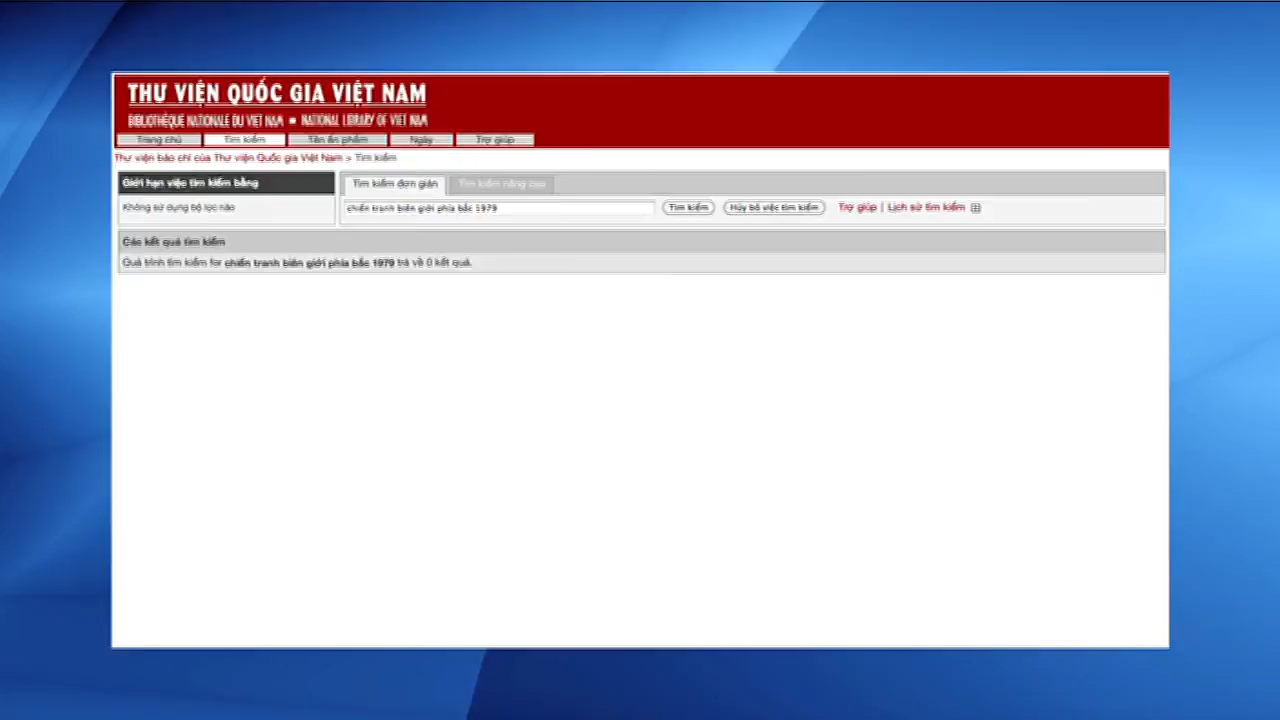 THƯ VIỆN QUỐC GIA VIỆT NAM
BIBLIOTHÈQUE NATIONALE DU VIET NAM ▪ NATIONAL LIBRARY OF VIET NAM
Trang chủ Tìm kiếm Tên ấn phẩm Ngày Trợ giúp
Thư viện báo chí của Thư viện Quốc gia Việt Nam > Tìm kiếm
Giới hạn việc tìm kiếm bằng
Tìm kiếm đơn giản Tìm kiếm nâng cao
Không sử dụng bộ lọc nào
chiến tranh biên giới phía bắc 1979 Tìm kiếm Hủy bỏ việc tìm kiếm Trợ giúp | Lịch sử tìm kiếm
Các kết quả tìm kiếm
Quá trình tìm kiếm for chiến tranh biên giới phía bắc 1979 trả về 0 kết quả.